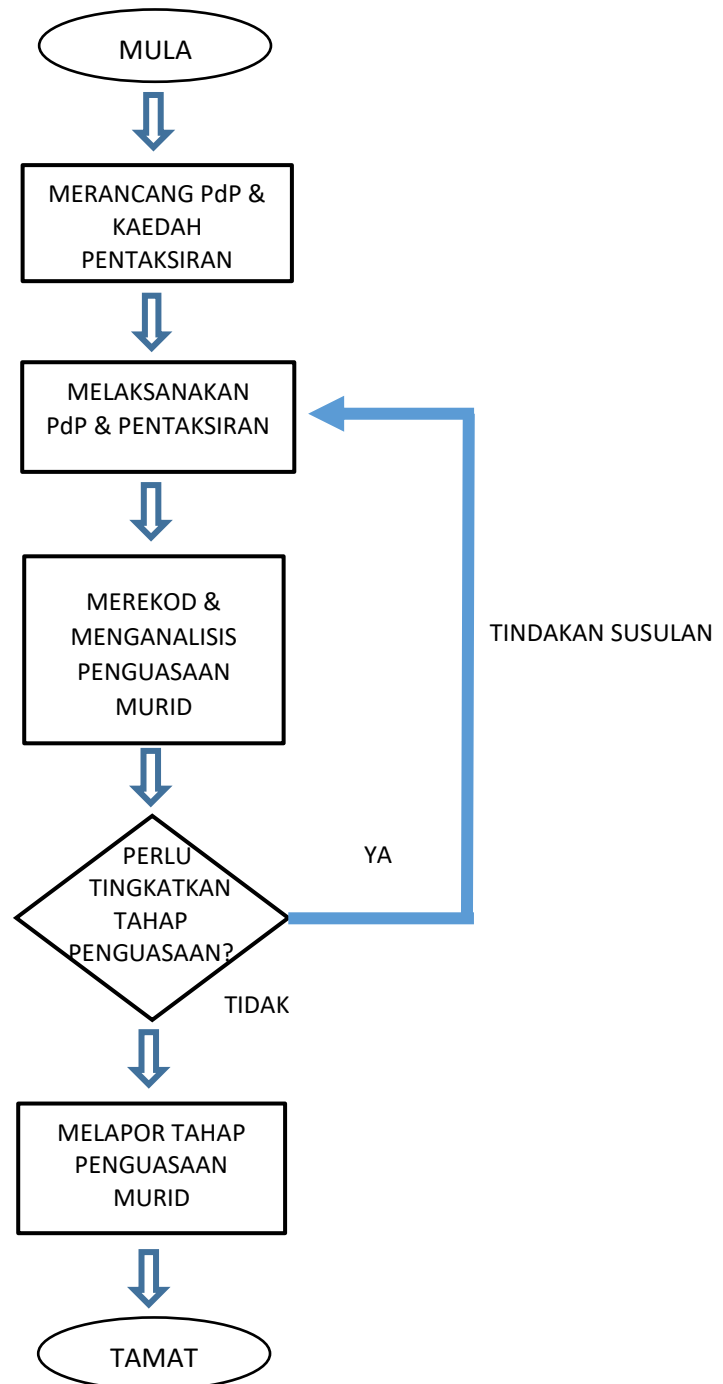 MULA
MERANCANG PdP &
KAEDAH
PENTAKSIRAN
MELAKSANAKAN
PdP & PENTAKSIRAN
MEREKOD &
MENGANALISIS
PENGUASAAN
MURID
TINDAKAN SUSULAN
PERLU
TINGKATKAN
TAHAP
PENGUASAAN?
YA
TIDAK
MELAPOR TAHAP
PENGUASAAN
MURID
TAMAT